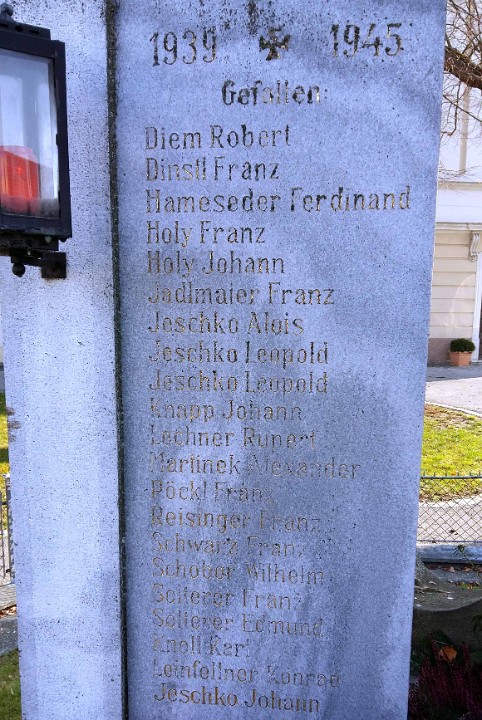 1939 1945
Gefallen:
Diem Robert
Dinstl Franz
Hameseder Ferdinand
Holy Franz
Holy Johann
Jadlmaier Franz
Jeschko Alois
Jeschko Leopold
Jeschko Leopold
Knapp Johann
Lechner Rupert
Martinek Alexander
Pöckl Franz
Reisinger Franz
Schwarz Franz
Schober Wilhelm
Solterer Franz
Solterer Edmund
Knoll Karl
Leinfellner Konrad
Jeschko Johann